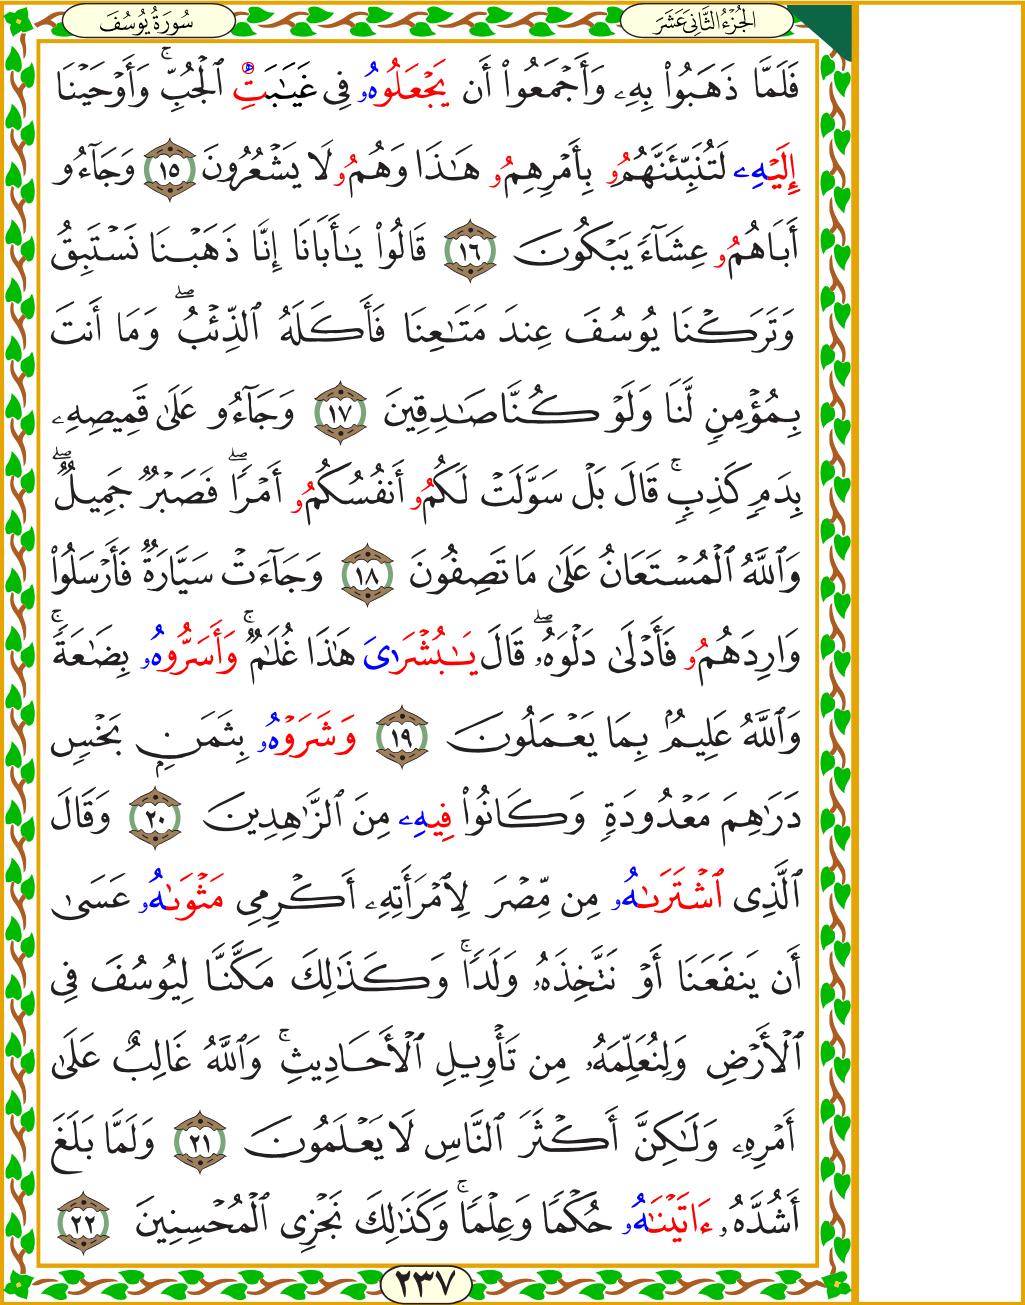 سُورَةُ يُوسُفَ
الجُزْءُ الثَّانِي عَشَرَ
فَلَمَّا ذَهَبُواْ بِهِۦ وَأَجْمَعُواْ أَن يَجْعَلُوهُۥ فِى غَيَـٰبَتِ ٱلْجُبِّ ۚ وَأَوْحَيْنَا
إِلَيْهِۦ لَتُنَبِّئَنَّهُمُۥ بِأَمْرِهِمُۥ هَـٰذَا وَهُمُۥ لَا يَشْعُرُونَ ١٥ وَجَآءُو
أَبَاهُمُۥ عِشَآءً يَبْكُونَ ١٦ قَالُواْ يَـٰٓأَبَانَا إِنَّا ذَهَبْنَا نَسْتَبِقُ
وَتَرَكْنَا يُوسُفَ عِندَ مَتَـٰعِنَا فَأَكَلَهُ ٱلذِّئْبُ ۖ وَمَا أَنتَ
بِمُؤْمِنٍ لَّنَا وَلَوْ كُنَّا صَـٰدِقِينَ ١٧ وَجَآءُو عَلَىٰ قَمِيصِهِۦ
بِدَمٍ كَذِبٍ ۚ قَالَ بَلْ سَوَّلَتْ لَكُمُۥ أَنفُسُكُمُۥ أَمْرًا ۖ فَصَبْرٌ جَمِيلٌ ۖ
وَٱللَّهُ ٱلْمُسْتَعَانُ عَلَىٰ مَا تَصِفُونَ ١٨ وَجَآءَتْ سَيَّارَةٌ فَأَرْسَلُواْ
وَارِدَهُمُۥ فَأَدْلَىٰ دَلْوَهُۥ ۖ قَالَ يَـٰبُشْرَاىَ هَـٰذَا غُلَـٰمٌ ۚ وَأَسَرُّوهُۥ بِضَـٰعَةً ۚ
وَٱللَّهُ عَلِيمٌ بِمَا يَعْمَلُونَ ١٩ وَشَرَوْهُۥ بِثَمَنٍ بَخْسٍ
دَرَٰهِمَ مَعْدُودَةٍ وَكَانُواْ فِيهِۦ مِنَ ٱلزَّٰهِدِينَ ٢٠ وَقَالَ
ٱلَّذِى ٱشْتَرَىٰهُۥ مِن مِّصْرَ لِٱمْرَأَتِهِۦ أَكْرِمِى مَثْوَىٰهُۥ عَسَىٰ
أَن يَنفَعَنَا أَوْ نَتَّخِذَهُۥ وَلَدًا ۚ وَكَذَٰلِكَ مَكَّنَّا لِيُوسُفَ فِى
ٱلْأَرْضِ وَلِنُعَلِّمَهُۥ مِن تَأْوِيلِ ٱلْأَحَادِيثِ ۚ وَٱللَّهُ غَالِبٌ عَلَىٰ
أَمْرِهِۦ وَلَـٰكِنَّ أَكْثَرَ ٱلنَّاسِ لَا يَعْلَمُونَ ٢١ وَلَمَّا بَلَغَ
أَشُدَّهُۥ ءَاتَيْنَـٰهُۥ حُكْمًا وَعِلْمًا ۚ وَكَذَٰلِكَ نَجْزِى ٱلْمُحْسِنِينَ ٢٢
٢٣٧